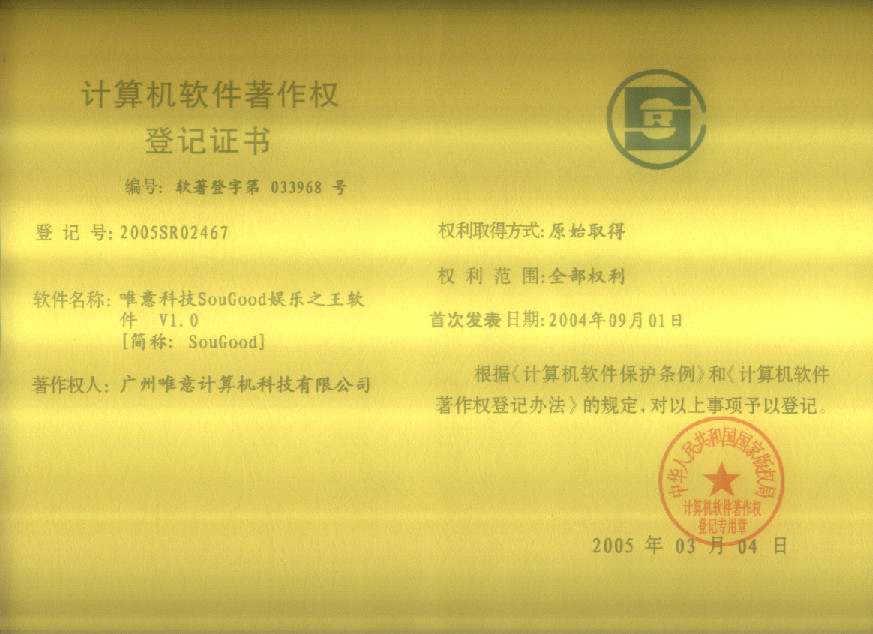 计算机软件著作权
登记证书
编号: 软著登字第 033968 号
登 记 号: 2005SR02467
软件名称: 唯意科技SouGood娱乐之王软
件 V1.0
[简称: SouGood]
著作权人: 广州唯意计算机科技有限公司
SR
权利取得方式: 原始取得
权 利 范 围: 全部权利
首次发表日期: 2004年09月01日
根据《计算机软件保护条例》和《计算机软件
著作权登记办法》的规定, 对以上事项予以登记。
中华人民共和国国家版权局
计算机软件著作权
登记专用章
2005 年 03 月 04 日